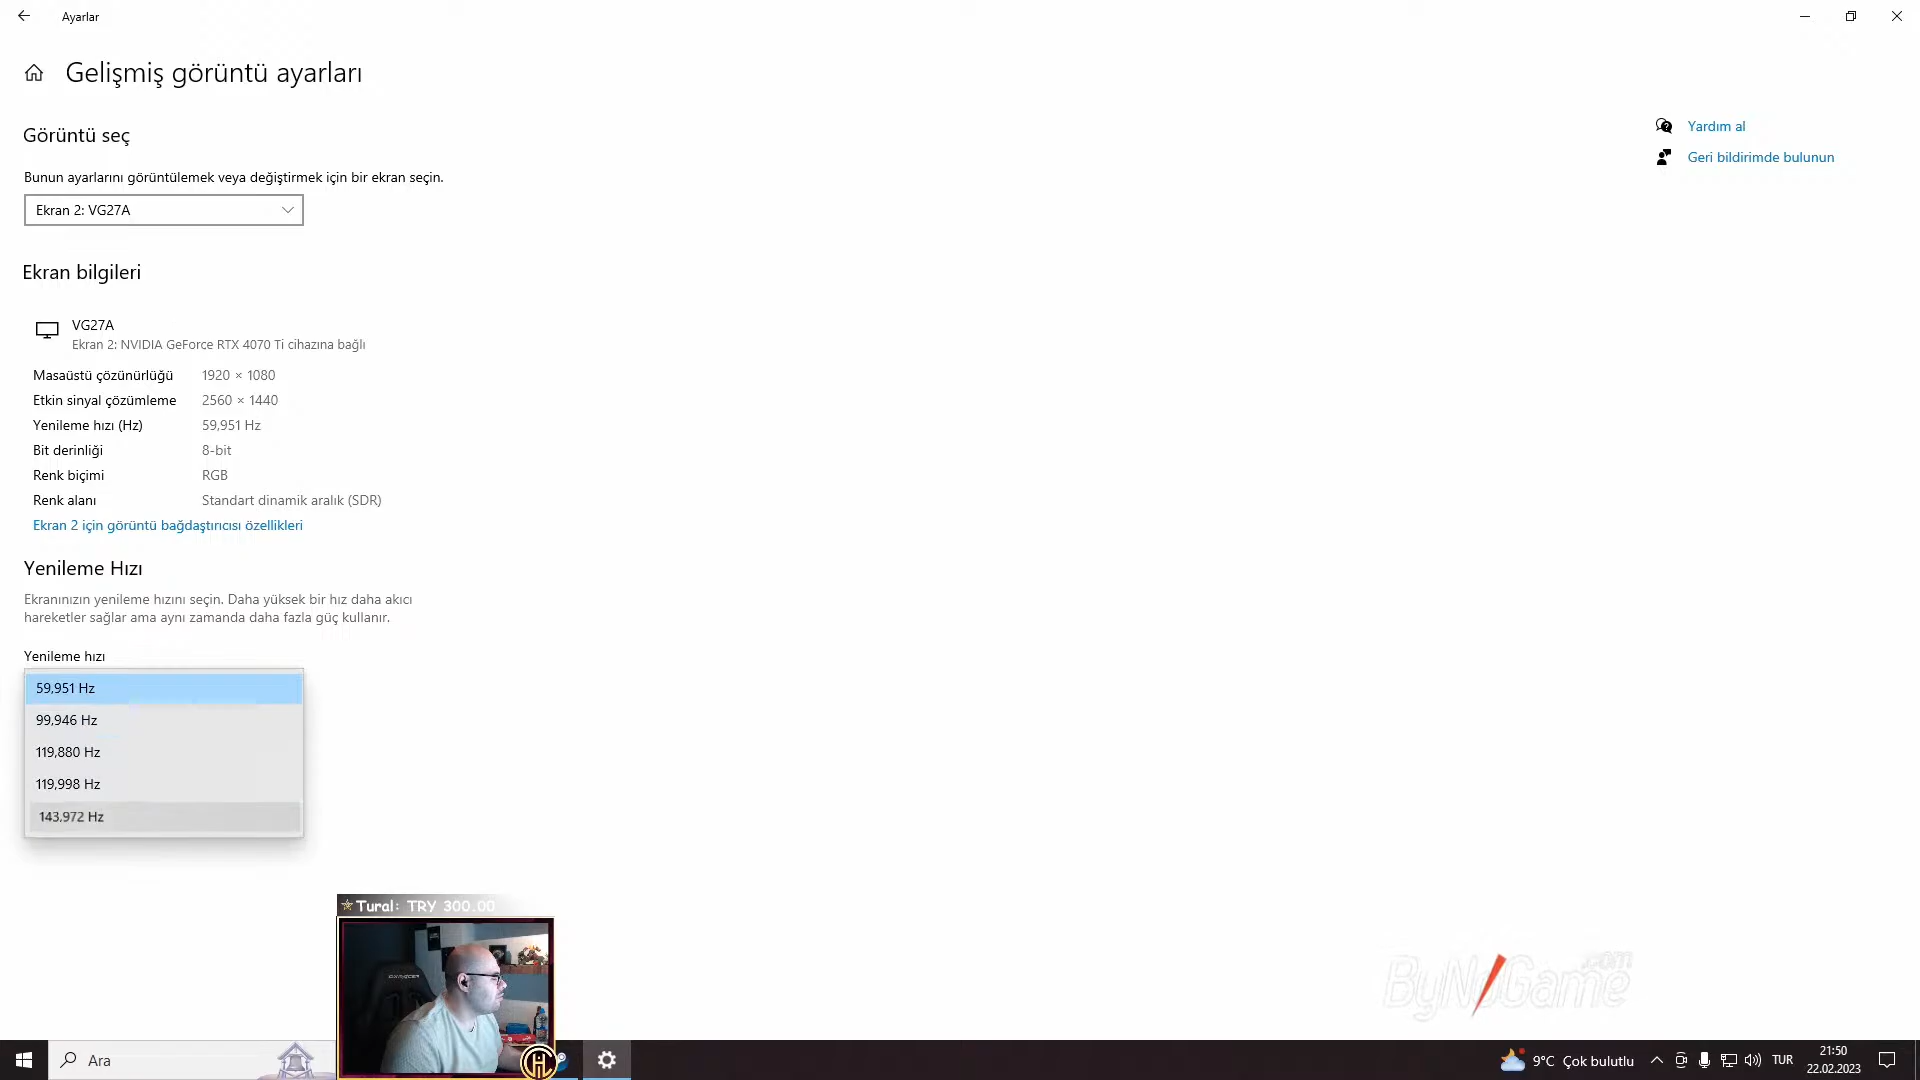 Ayarlar
Gelişmiş görüntü ayarları
Görüntü seç
Bunun ayarlarını görüntülemek veya değiştirmek için bir ekran seçin.
Ekran 2: VG27A
Ekran bilgileri
VG27A
Ekran 2: NVIDIA GeForce RTX 4070 Ti cihazına bağlı
Masaüstü çözünürlüğü 1920 × 1080
Etkin sinyal çözümleme 2560 × 1440
Yenileme hızı (Hz) 59,951 Hz
Bit derinliği 8-bit
Renk biçimi RGB
Renk alanı Standart dinamik aralık (SDR)
Ekran 2 için görüntü bağdaştırıcısı özellikleri
Yenileme Hızı
Ekranınızın yenileme hızını seçin. Daha yüksek bir hız daha akıcı
hareketler sağlar ama aynı zamanda daha fazla güç kullanır.
Yenileme hızı
59,951 Hz
99,946 Hz
119,880 Hz
119,998 Hz
143,972 Hz
Yardım al
Geri bildirimde bulunun
Tural: TRY 300.00
ByNoGame.com
Ara
9°C Çok bulutlu
TUR
21:50
22.02.2023